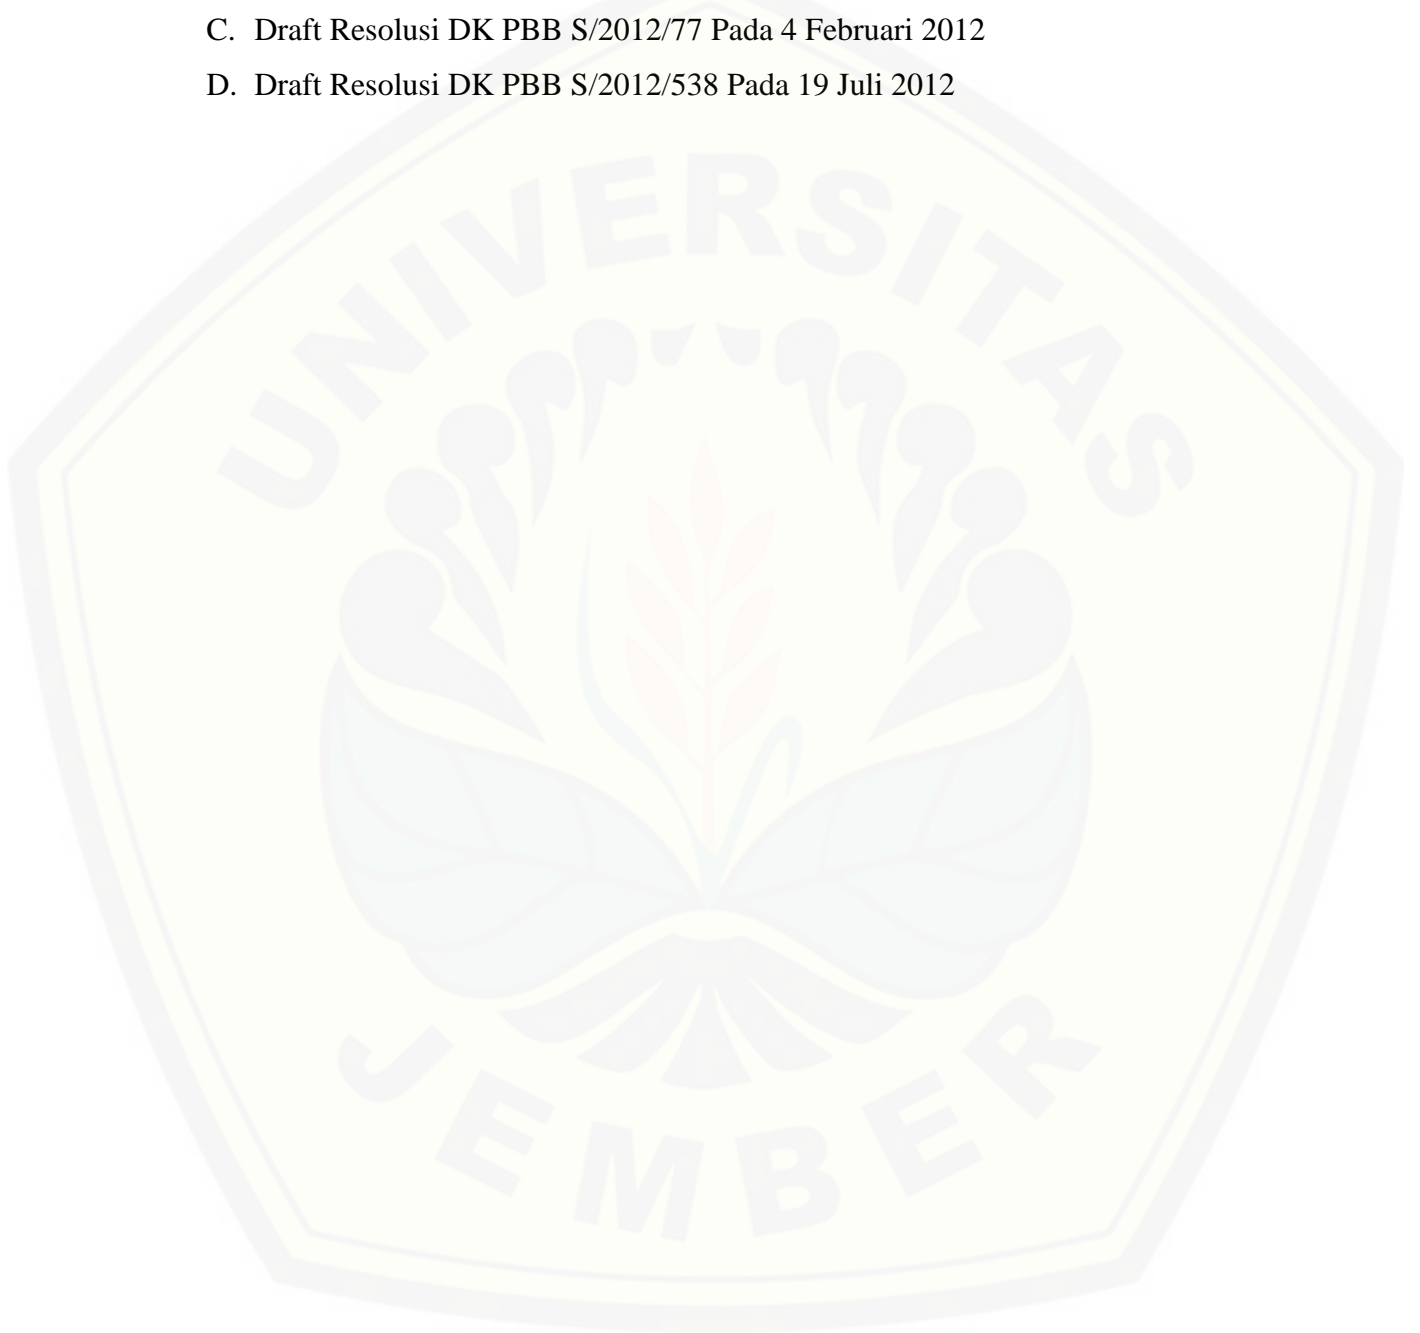 C. Draft Resolusi DK PBB S/2012/77 Pada 4 Februari 2012
D. Draft Resolusi DK PBB S/2012/538 Pada 19 Juli 2012
UNIVERSITAS
JEMBER